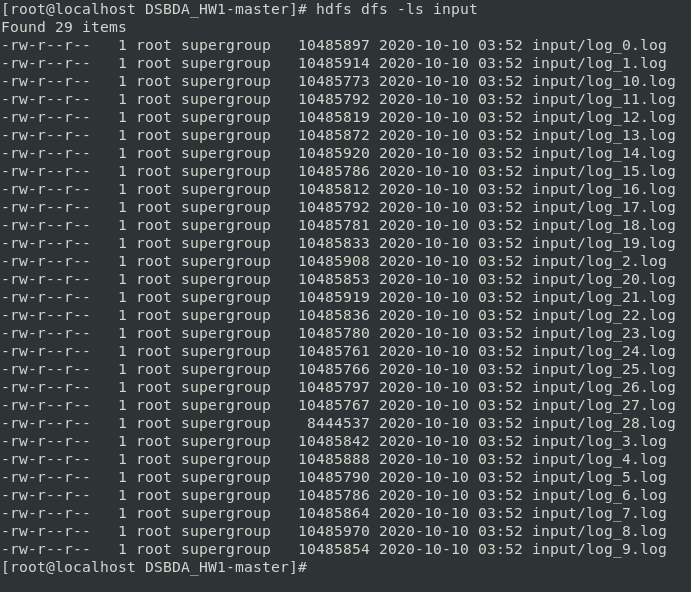 [root@localhost DSBDA_HW1-master]# hdfs dfs -ls input
Found 29 items
-rw-r--r--   1 root supergroup   10485897 2020-10-10 03:52 input/log_0.log
-rw-r--r--   1 root supergroup   10485914 2020-10-10 03:52 input/log_1.log
-rw-r--r--   1 root supergroup   10485773 2020-10-10 03:52 input/log_10.log
-rw-r--r--   1 root supergroup   10485792 2020-10-10 03:52 input/log_11.log
-rw-r--r--   1 root supergroup   10485819 2020-10-10 03:52 input/log_12.log
-rw-r--r--   1 root supergroup   10485872 2020-10-10 03:52 input/log_13.log
-rw-r--r--   1 root supergroup   10485920 2020-10-10 03:52 input/log_14.log
-rw-r--r--   1 root supergroup   10485786 2020-10-10 03:52 input/log_15.log
-rw-r--r--   1 root supergroup   10485812 2020-10-10 03:52 input/log_16.log
-rw-r--r--   1 root supergroup   10485792 2020-10-10 03:52 input/log_17.log
-rw-r--r--   1 root supergroup   10485781 2020-10-10 03:52 input/log_18.log
-rw-r--r--   1 root supergroup   10485833 2020-10-10 03:52 input/log_19.log
-rw-r--r--   1 root supergroup   10485908 2020-10-10 03:52 input/log_2.log
-rw-r--r--   1 root supergroup   10485853 2020-10-10 03:52 input/log_20.log
-rw-r--r--   1 root supergroup   10485919 2020-10-10 03:52 input/log_21.log
-rw-r--r--   1 root supergroup   10485836 2020-10-10 03:52 input/log_22.log
-rw-r--r--   1 root supergroup   10485780 2020-10-10 03:52 input/log_23.log
-rw-r--r--   1 root supergroup   10485761 2020-10-10 03:52 input/log_24.log
-rw-r--r--   1 root supergroup   10485766 2020-10-10 03:52 input/log_25.log
-rw-r--r--   1 root supergroup   10485797 2020-10-10 03:52 input/log_26.log
-rw-r--r--   1 root supergroup   10485767 2020-10-10 03:52 input/log_27.log
-rw-r--r--   1 root supergroup    8444537 2020-10-10 03:52 input/log_28.log
-rw-r--r--   1 root supergroup   10485842 2020-10-10 03:52 input/log_3.log
-rw-r--r--   1 root supergroup   10485888 2020-10-10 03:52 input/log_4.log
-rw-r--r--   1 root supergroup   10485790 2020-10-10 03:52 input/log_5.log
-rw-r--r--   1 root supergroup   10485786 2020-10-10 03:52 input/log_6.log
-rw-r--r--   1 root supergroup   10485864 2020-10-10 03:52 input/log_7.log
-rw-r--r--   1 root supergroup   10485970 2020-10-10 03:52 input/log_8.log
-rw-r--r--   1 root supergroup   10485854 2020-10-10 03:52 input/log_9.log
[root@localhost DSBDA_HW1-master]#